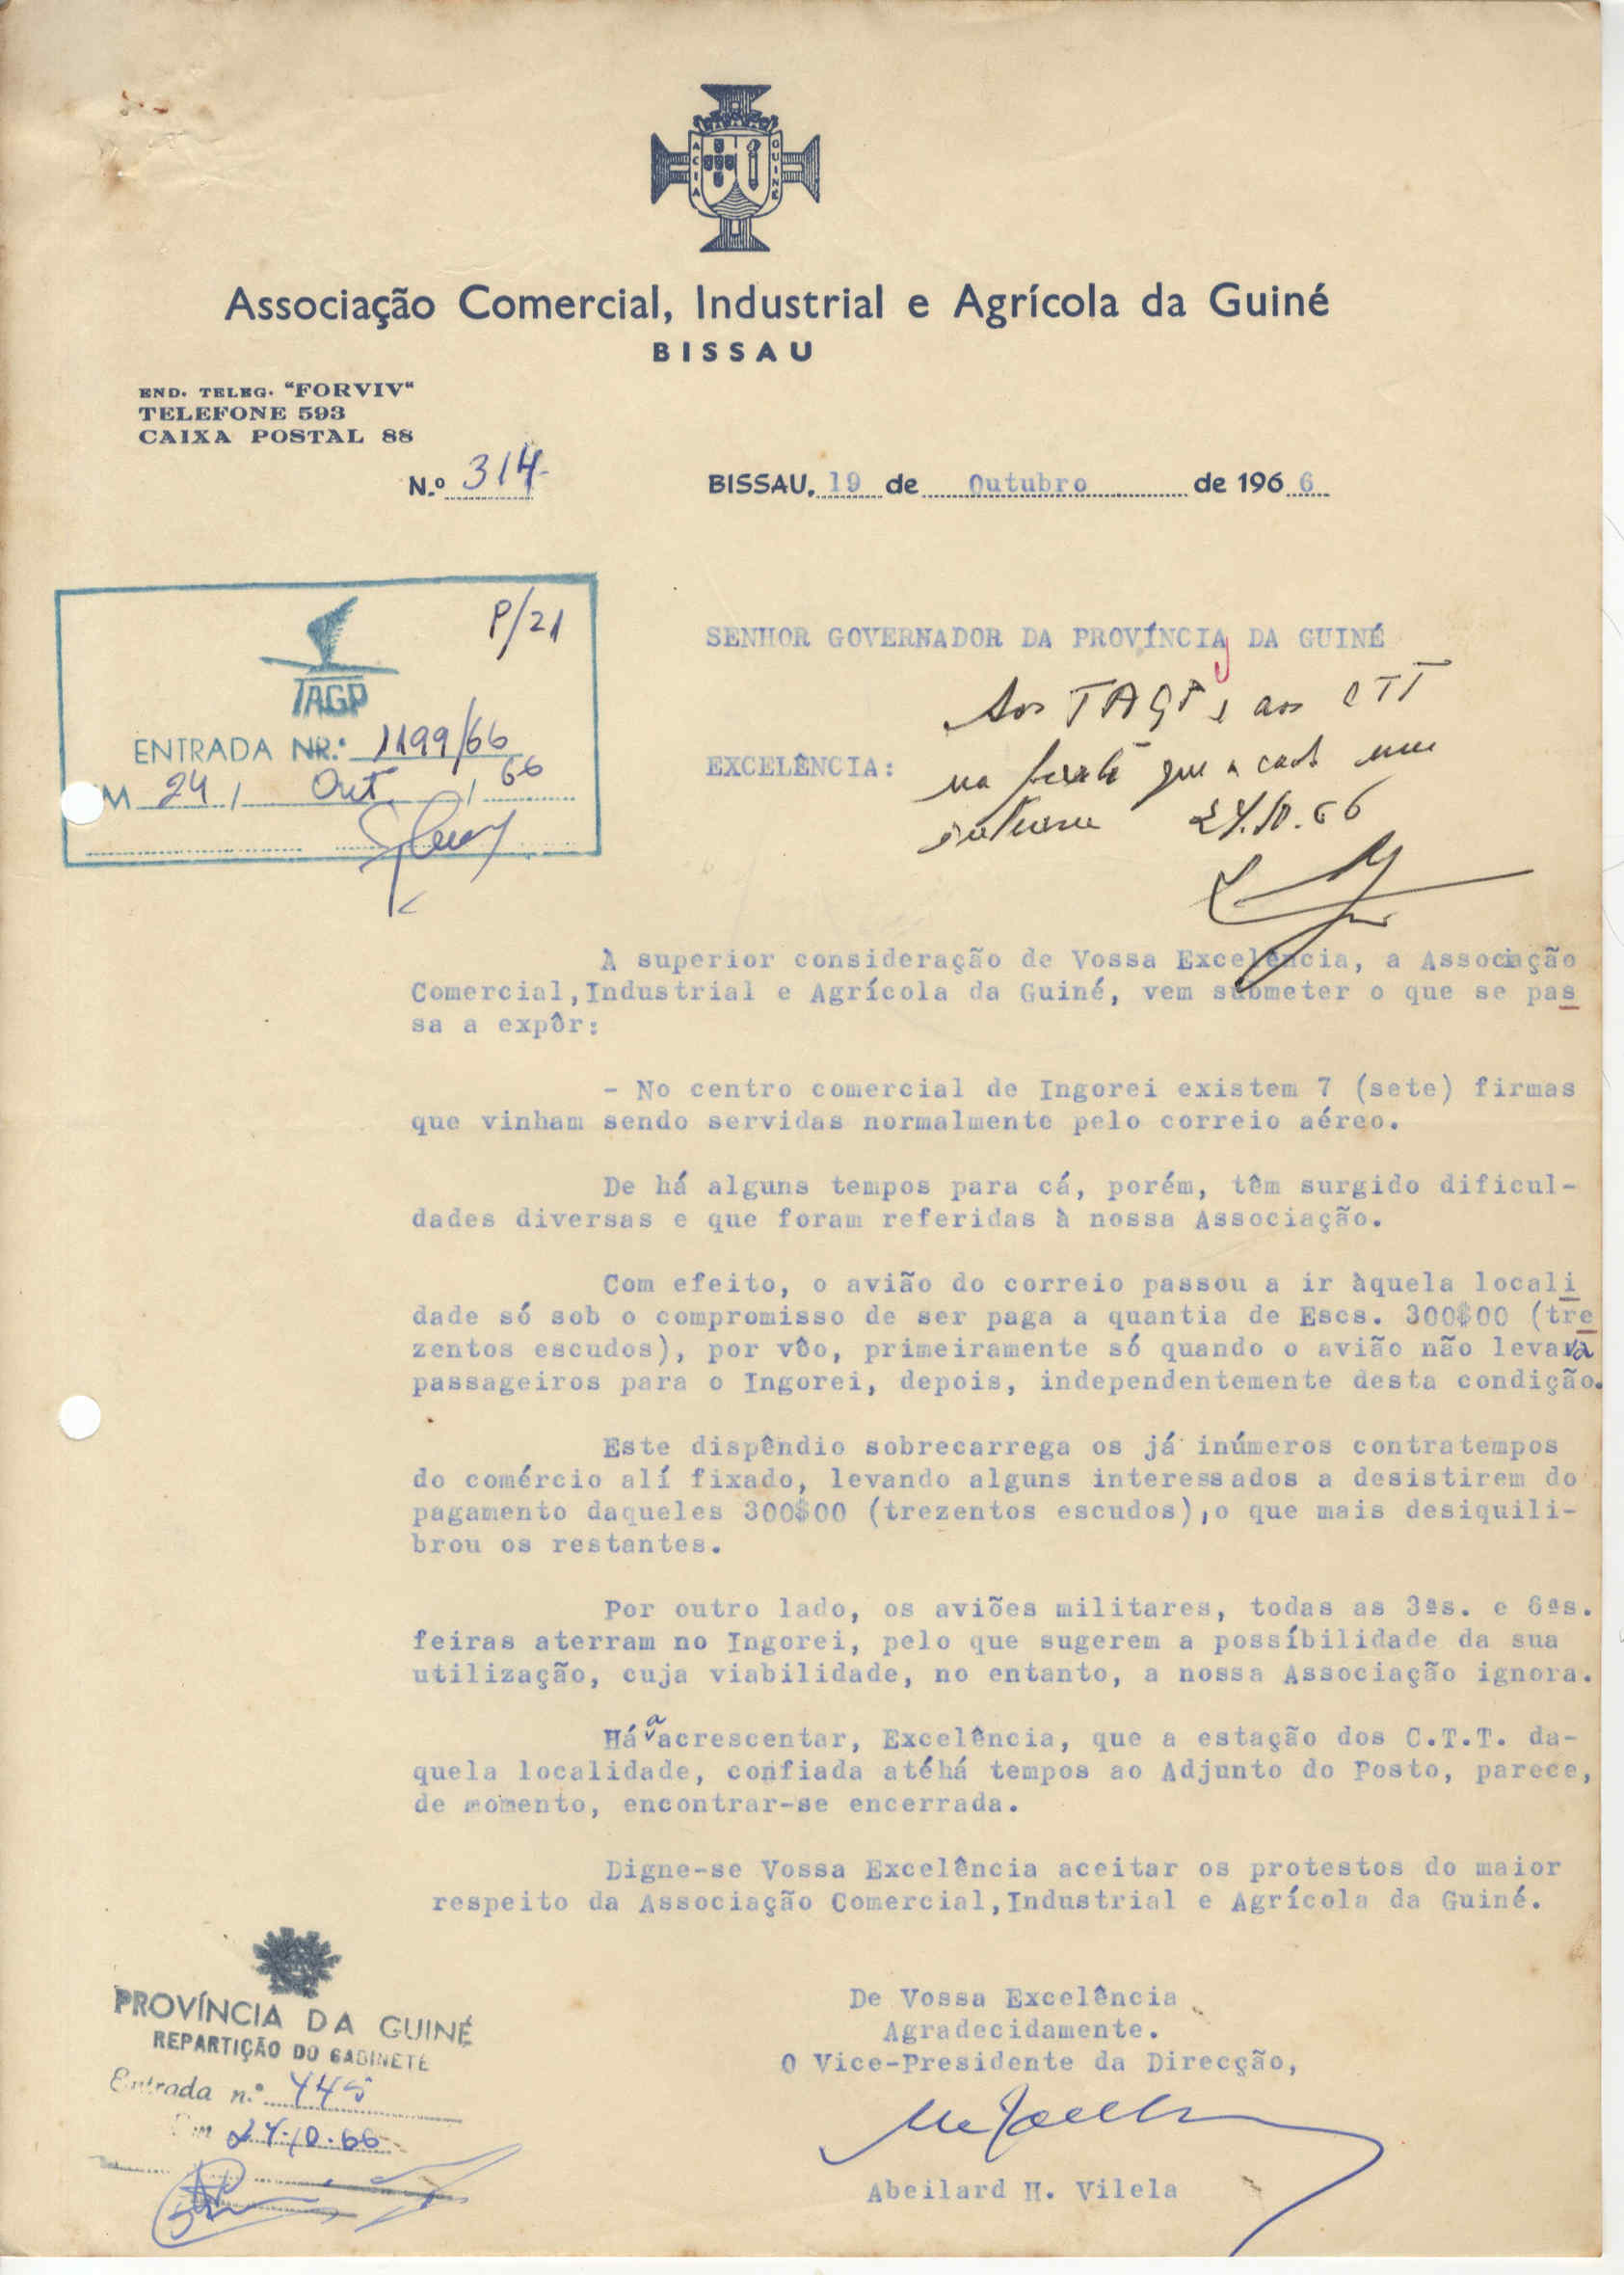 ACIA GUINÉ
Associação Comercial, Industrial e Agrícola da Guiné
BISSAU
END. TELEG. "FORVIV"
TELEFONE 593
CAIXA POSTAL 88
N.º 314-
BISSAU, 19 de Outubro de 1966
P/21
TAGP
ENTRADA NR.º 1199/66
EM 24 / Out. / 66
SENHOR GOVERNADOR DA PROVÍNCIA DA GUINÉ
Aos TAGP e aos CTT
na parte que a cada um
interessa 24.10.66
EXCELÊNCIA:
À superior consideração de Vossa Excelência, a Associação
Comercial,Industrial e Agrícola da Guiné, vem submeter o que se pas
sa a expôr:
- No centro comercial de Ingorei existem 7 (sete) firmas
que vinham sendo servidas normalmente pelo correio aéreo.
De há alguns tempos para cá, porém, têm surgido dificul-
dades diversas e que foram referidas à nossa Associação.
Com efeito, o avião do correio passou a ir àquela locali
dade só sob o compromisso de ser paga a quantia de Escs. 300$00 (tre
zentos escudos), por vôo, primeiramente só quando o avião não levava
passageiros para o Ingorei, depois, independentemente desta condição.
Este dispêndio sobrecarrega os já inúmeros contratempos
do comércio alí fixado, levando alguns interessados a desistirem do
pagamento daqueles 300$00 (trezentos escudos),o que mais desiquili-
brou os restantes.
Por outro lado, os aviões militares, todas as 3ªs. e 6ªs.
feiras aterram no Ingorei, pelo que sugerem a possíbilidade da sua
utilização, cuja viabilidade, no entanto, a nossa Associação ignora.
Há a acrescentar, Excelência, que a estação dos C.T.T. da-
quela localidade, confiada atéhá tempos ao Adjunto do Posto, parece,
de momento, encontrar-se encerrada.
Digne-se Vossa Excelência aceitar os protestos do maior
respeito da Associação Comercial,Industrial e Agrícola da Guiné.
De Vossa Excelência
Agradecidamente.
O Vice-Presidente da Direcção,
Abeilard H. Vilela
PROVÍNCIA DA GUINÉ
REPARTIÇÃO DO GABINETE
Entrada n.º 445
Em 24.10.66